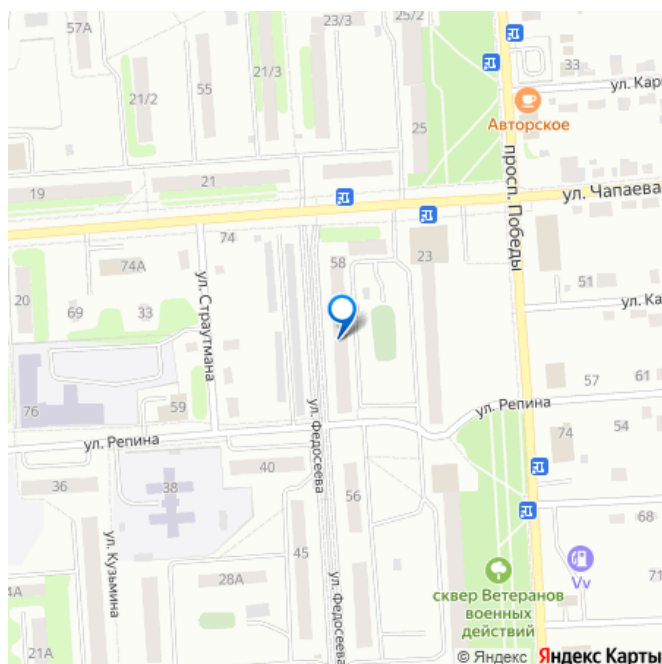 57А
23/3
25/2
33
ул. Кар
55
21/3
21/2
Авторское
25
просп. Победы
19
21
ул. Чапаева
74
58
23
74А
ул. Страутмана
51
20
69
33
ул. Ка
76
59
57
61
ул. Репина
ул. Репина
ул. Федосеева
74
54
36
38
40
56
68
ул. Кузьмина
45
Vv
71
28А
4А
ул. Федосеева
сквер Ветеранов
военных
действий
21А
© Яндекс Яндекс Карты